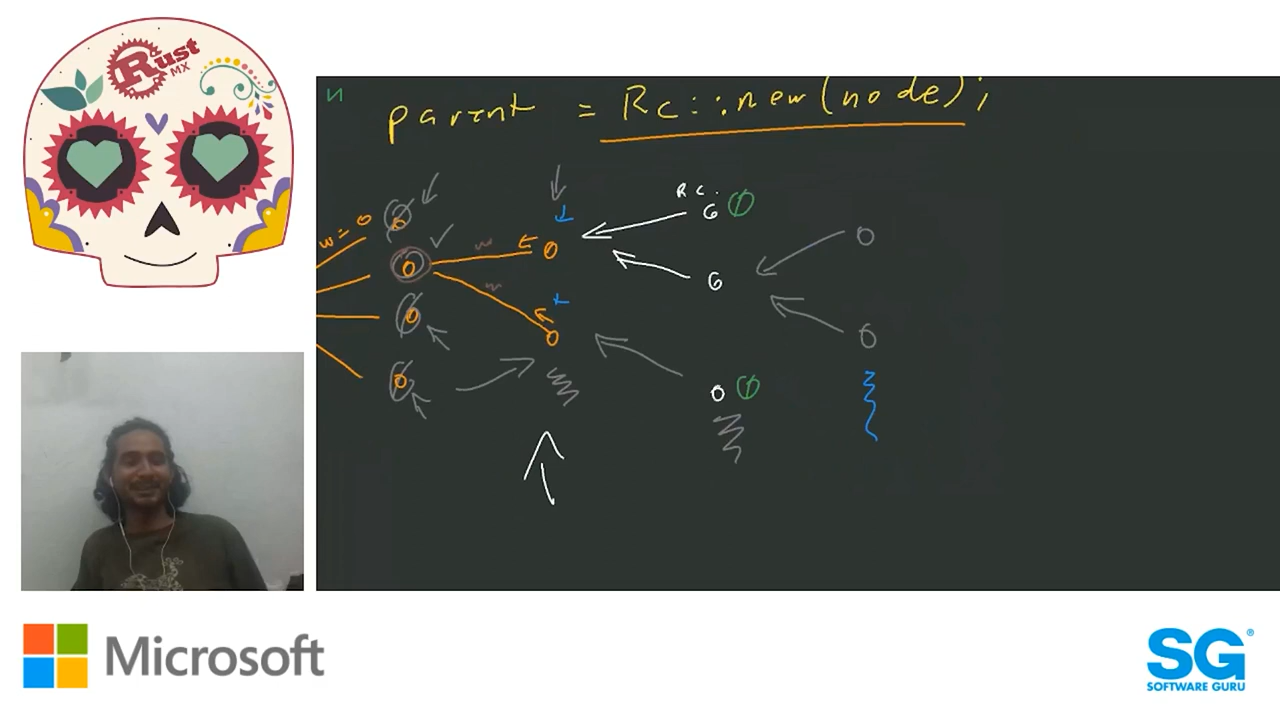 Rust
MX
parent = Rc::new(node);
Rc.
w=0
Microsoft
SG®
SOFTWARE GURU